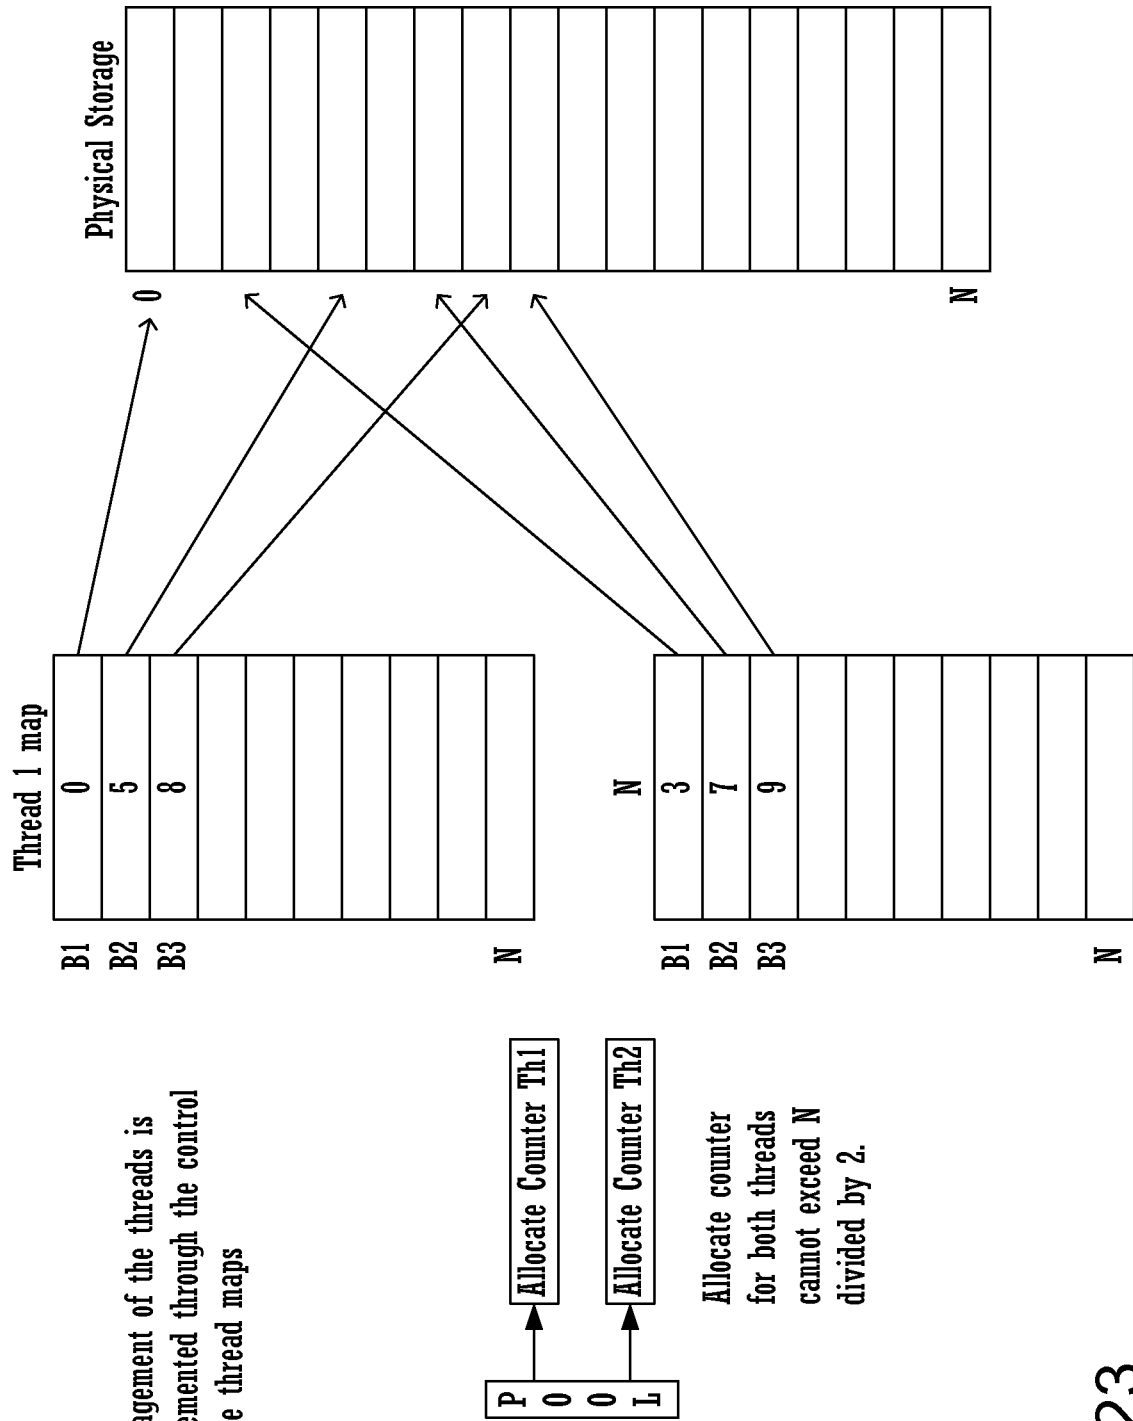 agement of the threads is
emented through the control
e thread maps
P
O
O
L
Allocate Counter Th1
Allocate Counter Th2
Allocate counter
for both threads
cannot exceed N
divided by 2.
Thread 1 map
B1 0
B2 5
B3 8
N
N
B1 3
B2 7
B3 9
N
Physical Storage
0
N
23